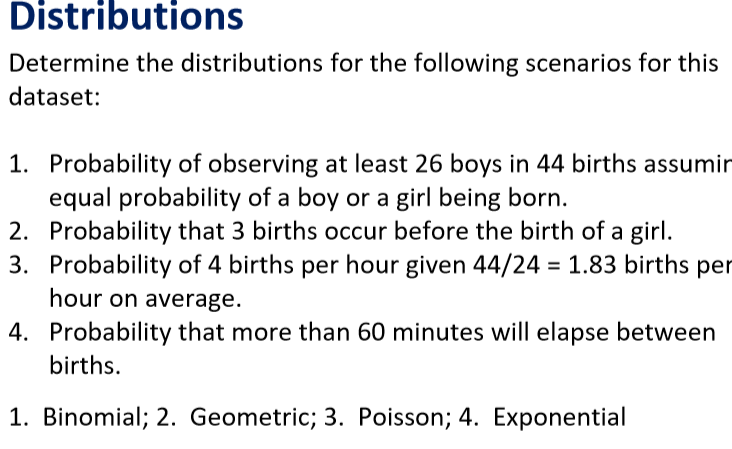 Distributions
Determine the distributions for the following scenarios for this
dataset:
1. Probability of observing at least 26 boys in 44 births assumin
equal probability of a boy or a girl being born.
2. Probability that 3 births occur before the birth of a girl.
3. Probability of 4 births per hour given 44/24 = 1.83 births per
hour on average.
4. Probability that more than 60 minutes will elapse between
births.
1. Binomial; 2. Geometric; 3. Poisson; 4. Exponential